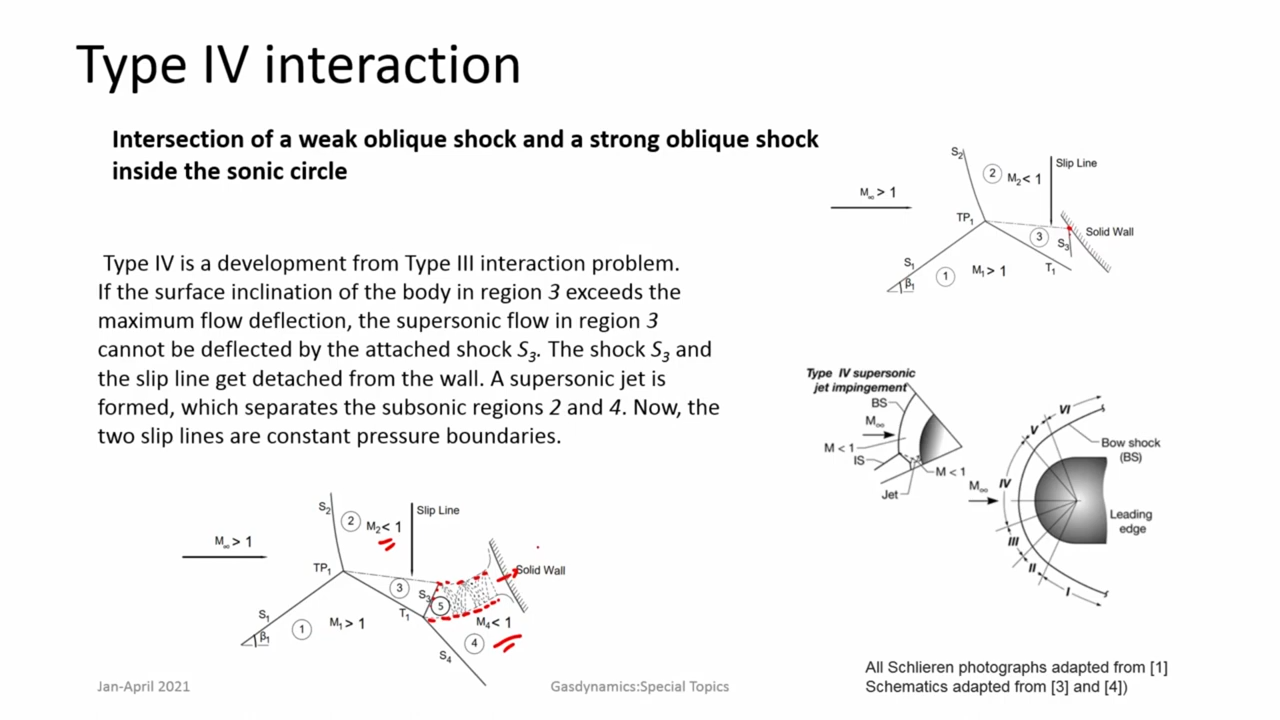 Type IV interaction
Intersection of a weak oblique shock and a strong oblique shock
inside the sonic circle
S2
2
M2< 1
Slip Line
M∞> 1
TP1
3
S3
Solid Wall
S1
β1
1
M1> 1
T1
Type IV is a development from Type III interaction problem.
If the surface inclination of the body in region 3 exceeds the
maximum flow deflection, the supersonic flow in region 3
cannot be deflected by the attached shock S3. The shock S3 and
the slip line get detached from the wall. A supersonic jet is
formed, which separates the subsonic regions 2 and 4. Now, the
two slip lines are constant pressure boundaries.
Type IV supersonic
jet impingement
BS
M∞
M < 1
IS
M < 1
Jet
M∞
VI
V
IV
III
II
I
Bow shock
(BS)
Leading
edge
S2
2
M2< 1
Slip Line
M∞> 1
TP1
3
S3
5
Solid Wall
S1
β1
1
M1> 1
T1
M4< 1
4
S4
All Schlieren photographs adapted from [1]
Schematics adapted from [3] and [4])
Jan-April 2021
Gasdynamics:Special Topics